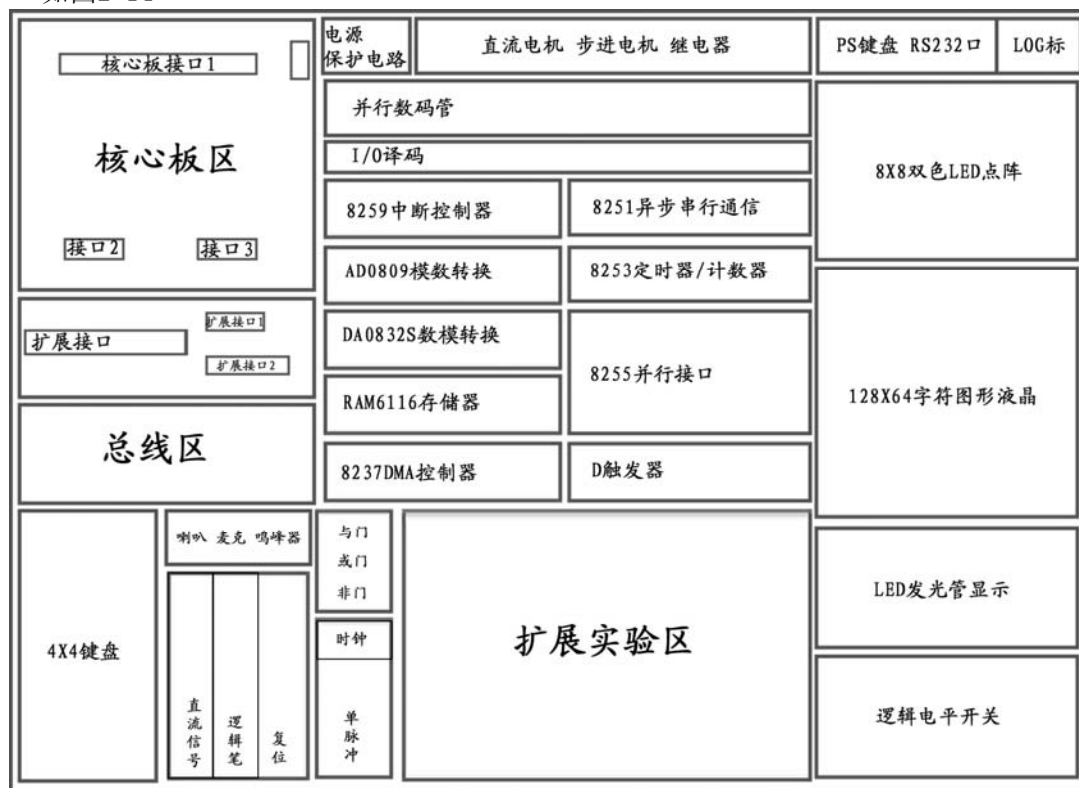 电源
保护电路
直流电机 步进电机 继电器
PS键盘 RS232口
LOG标
核心板接口1
核心板区
接口2
接口3
并行数码管
I/O译码
8259中断控制器
8251异步串行通信
AD0809模数转换
8253定时器/计数器
DA0832S数模转换
8255并行接口
RAM6116存储器
8237DMA控制器
D触发器
8X8双色LED点阵
128X64字符图形液晶
扩展接口
扩展接口1
扩展接口2
总线区
4X4键盘
喇叭 麦克 鸣峰器
直流信号
逻辑笔
复位
与门
或门
非门
时钟
单脉冲
扩展实验区
LED发光管显示
逻辑电平开关